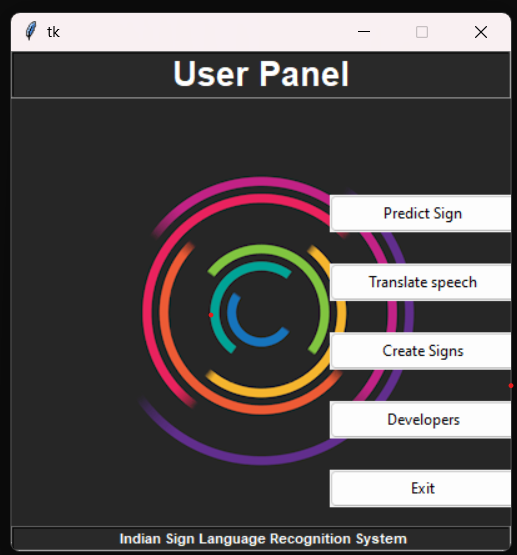 tk
User Panel
Predict Sign
Translate speech
Create Signs
Developers
Exit
Indian Sign Language Recognition System